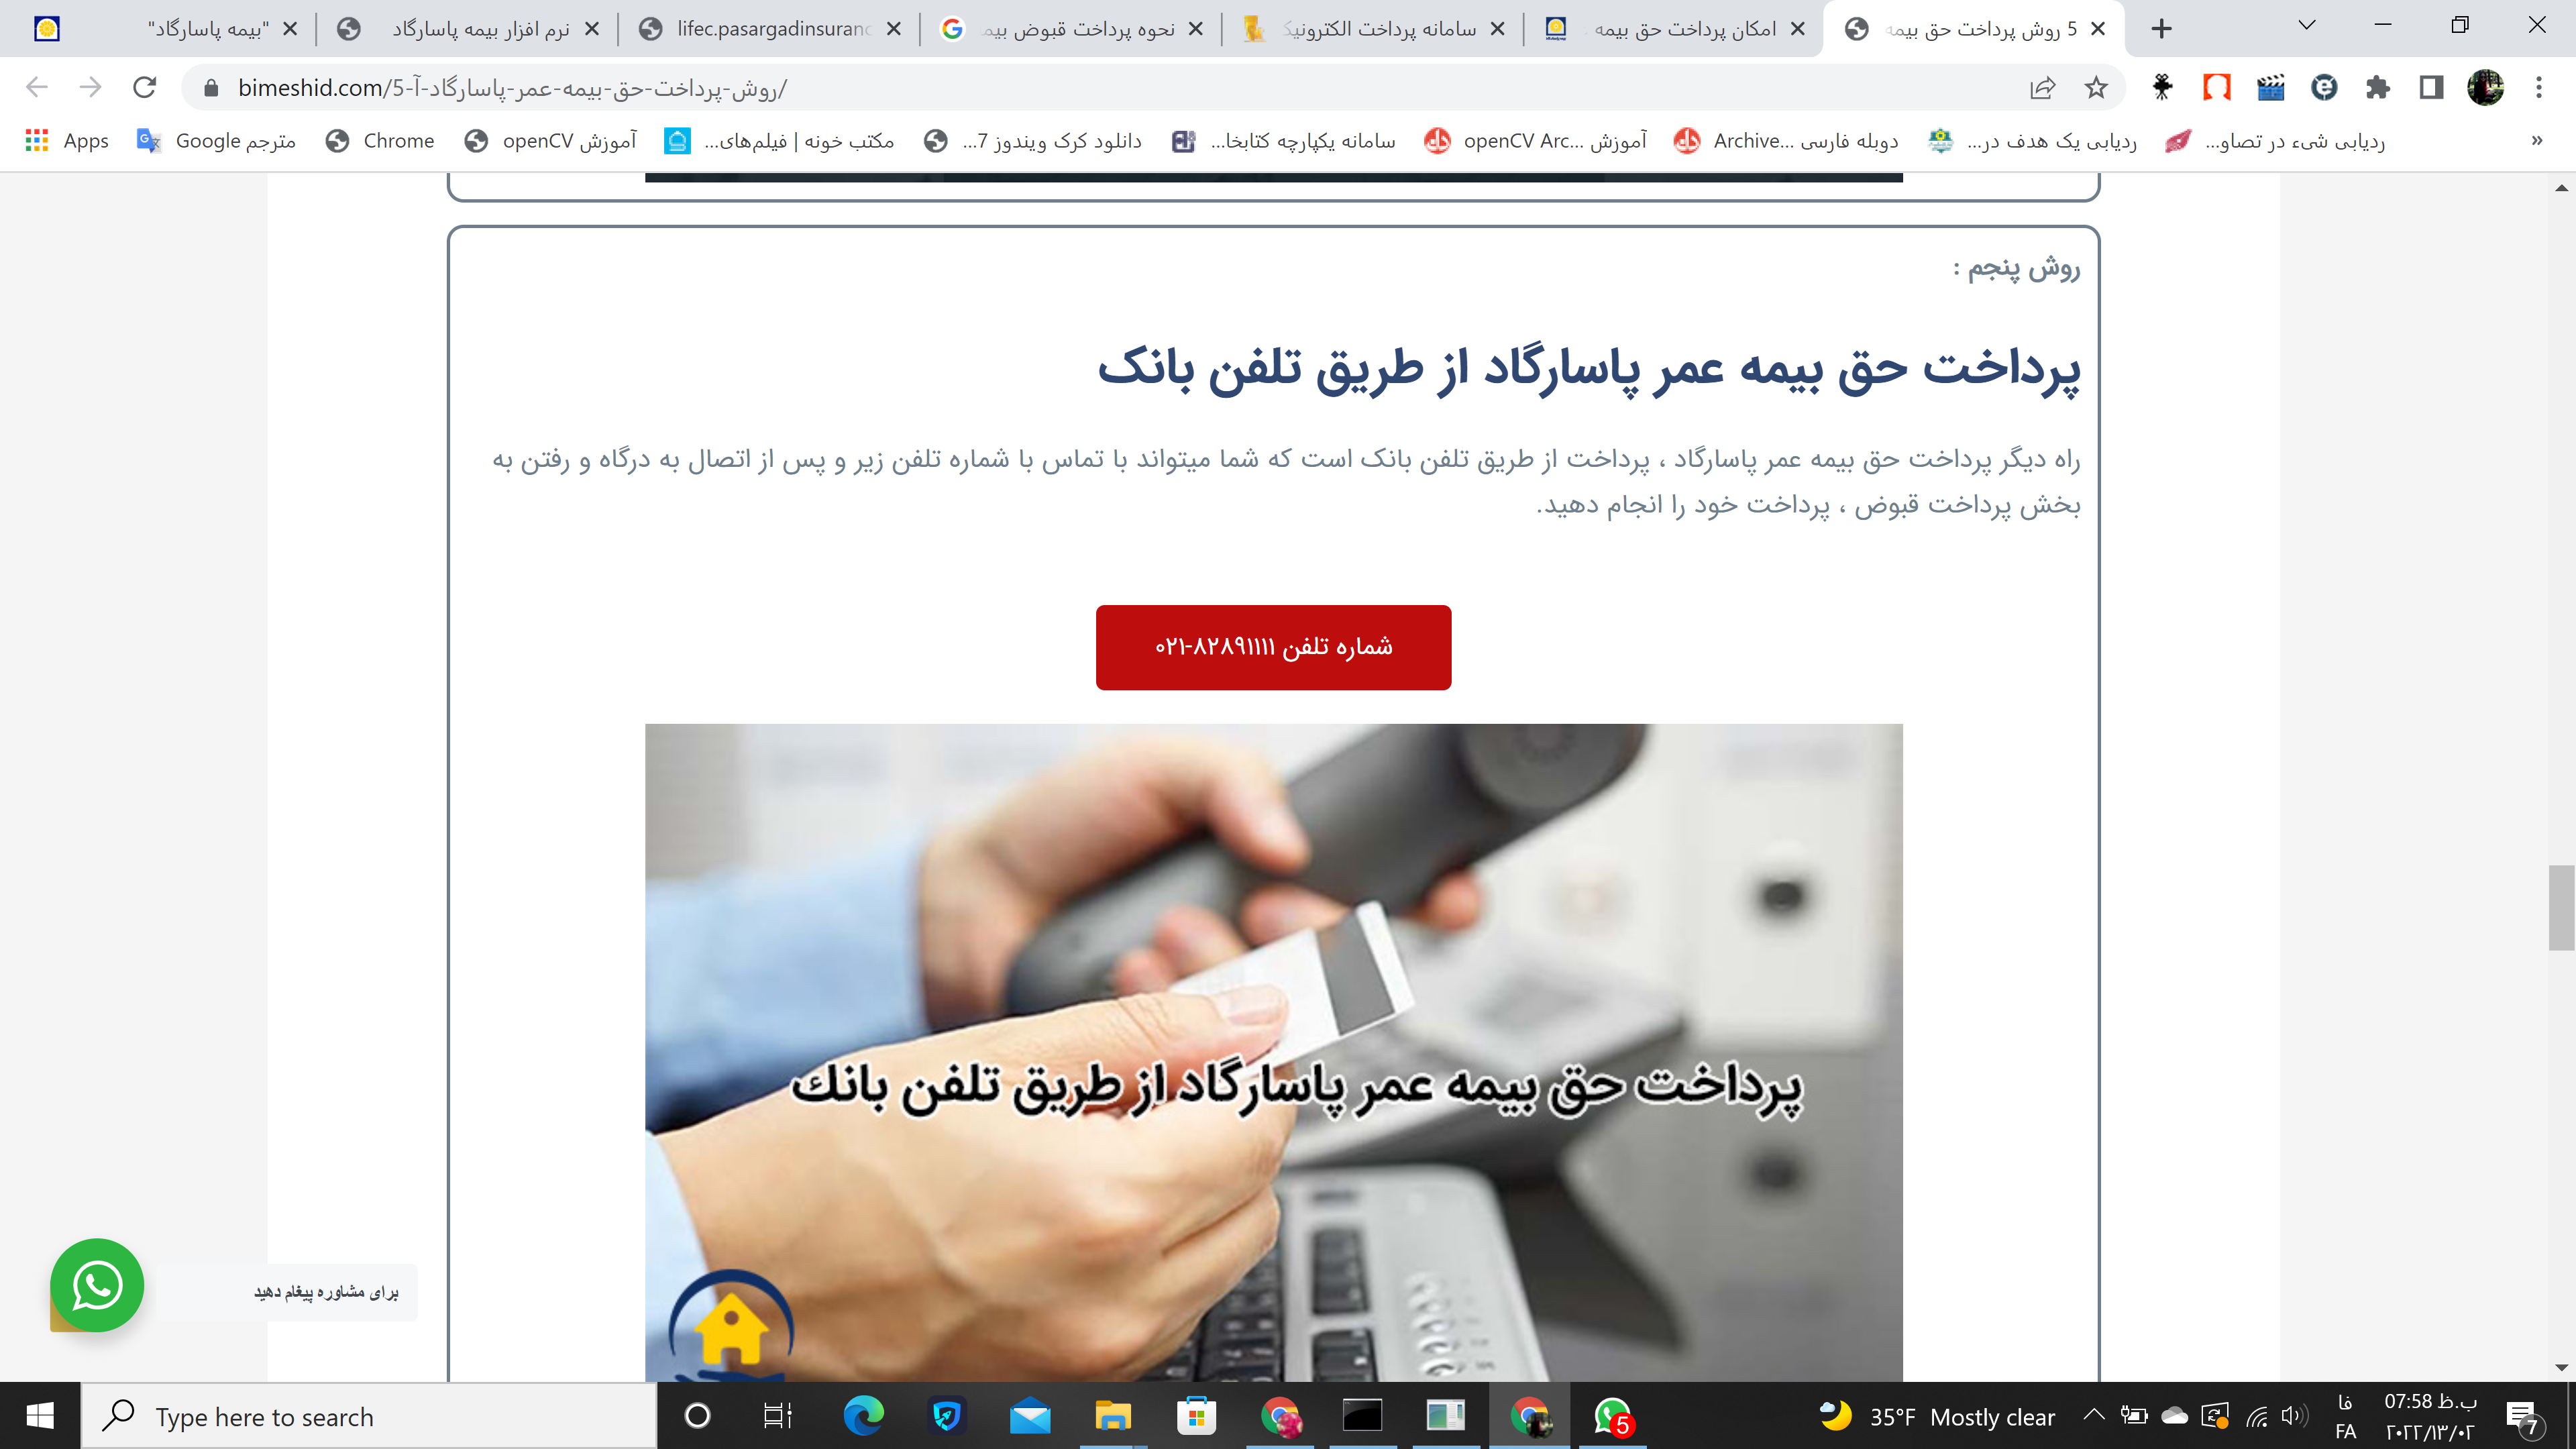 "بیمه پاسارگاد"
نرم افزار بیمه پاسارگاد
lifec.pasargadinsuranc
نحوه پرداخت قبوض بیم
سامانه پرداخت الکترونیک
امکان پرداخت حق بیمه
5 روش پرداخت حق بیمه
bimeshid.com/5-روش-پرداخت-حق-بیمه-عمر-پاسارگاد-آ/
Apps
مترجم Google
Chrome
آموزش openCV
مکتب خونه | فیلم‌های...
دانلود کرک ویندوز 7...
سامانه یکپارچه کتابخا...
آموزش openCV Arc...
دوبله فارسی Archive...
ردیابی یک هدف در...
ردیابی شیء در تصاو...
»
روش پنجم :
پرداخت حق بیمه عمر پاسارگاد از طریق تلفن بانک
راه دیگر پرداخت حق بیمه عمر پاسارگاد ، پرداخت از طریق تلفن بانک است که شما میتواند با تماس با شماره تلفن زیر و پس از اتصال به درگاه و رفتن به
بخش پرداخت قبوض ، پرداخت خود را انجام دهید.
شماره تلفن ۸۲۸۹۱۱۱۱-۰۲۱
پرداخت حق بیمه عمر پاسارگاد از طریق تلفن بانك
برای مشاوره پیغام دهید
Type here to search
5
35°F Mostly clear
فا
FA
07:58 ب.ظ
۲۰۲۲/۱۳/۰۲
7